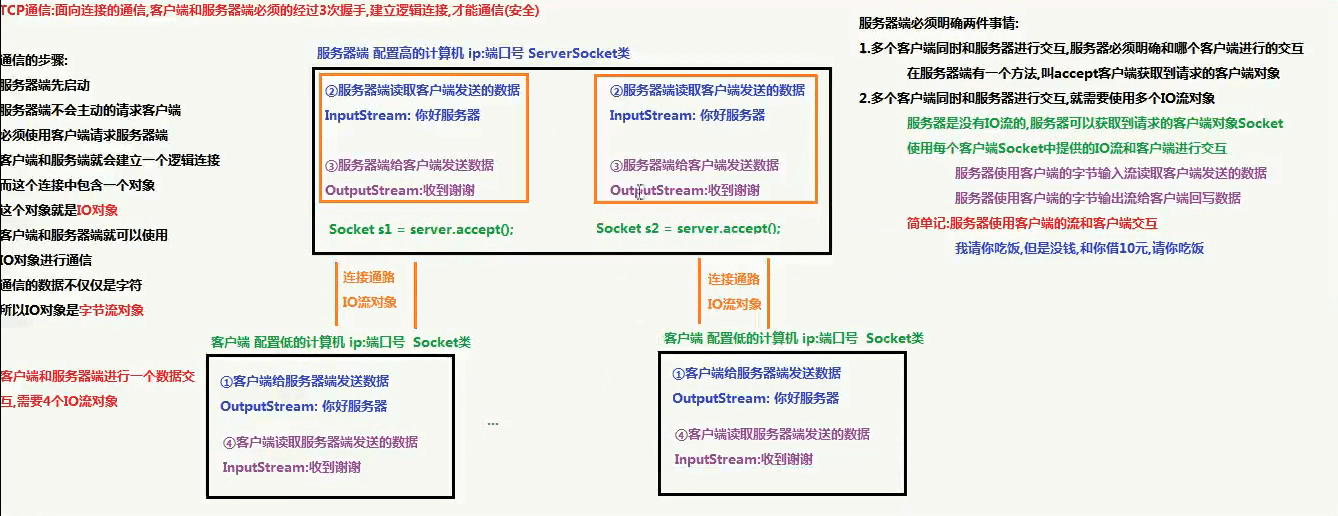 TCP通信:面向连接的通信,客户端和服务器端必须的经过3次握手,建立逻辑连接,才能通信(安全)
通信的步骤:
服务器端先启动
服务器端不会主动的请求客户端
必须使用客户端请求服务器端
客户端和服务端就会建立一个逻辑连接
而这个连接中包含一个对象
这个对象就是IO对象
客户端和服务器端就可以使用
IO对象进行通信
通信的数据不仅仅是字符
所以IO对象是字节流对象
客户端和服务器端进行一个数据交
互,需要4个IO流对象
服务器端 配置高的计算机 ip:端口号 ServerSocket类
②服务器端读取客户端发送的数据
InputStream: 你好服务器
③服务器端给客户端发送数据
OutputStream:收到谢谢
Socket s1 = server.accept();
②服务器端读取客户端发送的数据
InputStream: 你好服务器
③服务器端给客户端发送数据
OutputStream:收到谢谢
Socket s2 = server.accept();
连接通路
IO流对象
连接通路
IO流对象
客户端 配置低的计算机 ip:端口号 Socket类
①客户端给服务器端发送数据
OutputStream: 你好服务器
④客户端读取服务器端发送的数据
InputStream:收到谢谢
...
客户端 配置低的计算机 ip:端口号 Socket类
①客户端给服务器端发送数据
OutputStream: 你好服务器
④客户端读取服务器端发送的数据
InputStream:收到谢谢
服务器端必须明确两件事情:
1.多个客户端同时和服务器进行交互,服务器必须明确和哪个客户端进行的交互
在服务器端有一个方法,叫accept客户端获取到请求的客户端对象
2.多个客户端同时和服务器进行交互,就需要使用多个IO流对象
服务器是没有IO流的,服务器可以获取到请求的客户端对象Socket
使用每个客户端Socket中提供的IO流和客户端进行交互
服务器使用客户端的字节输入流读取客户端发送的数据
服务器使用客户端的字节输出流给客户端回写数据
简单记:服务器使用客户端的流和客户端交互
我请你吃饭,但是没钱,和你借10元,请你吃饭